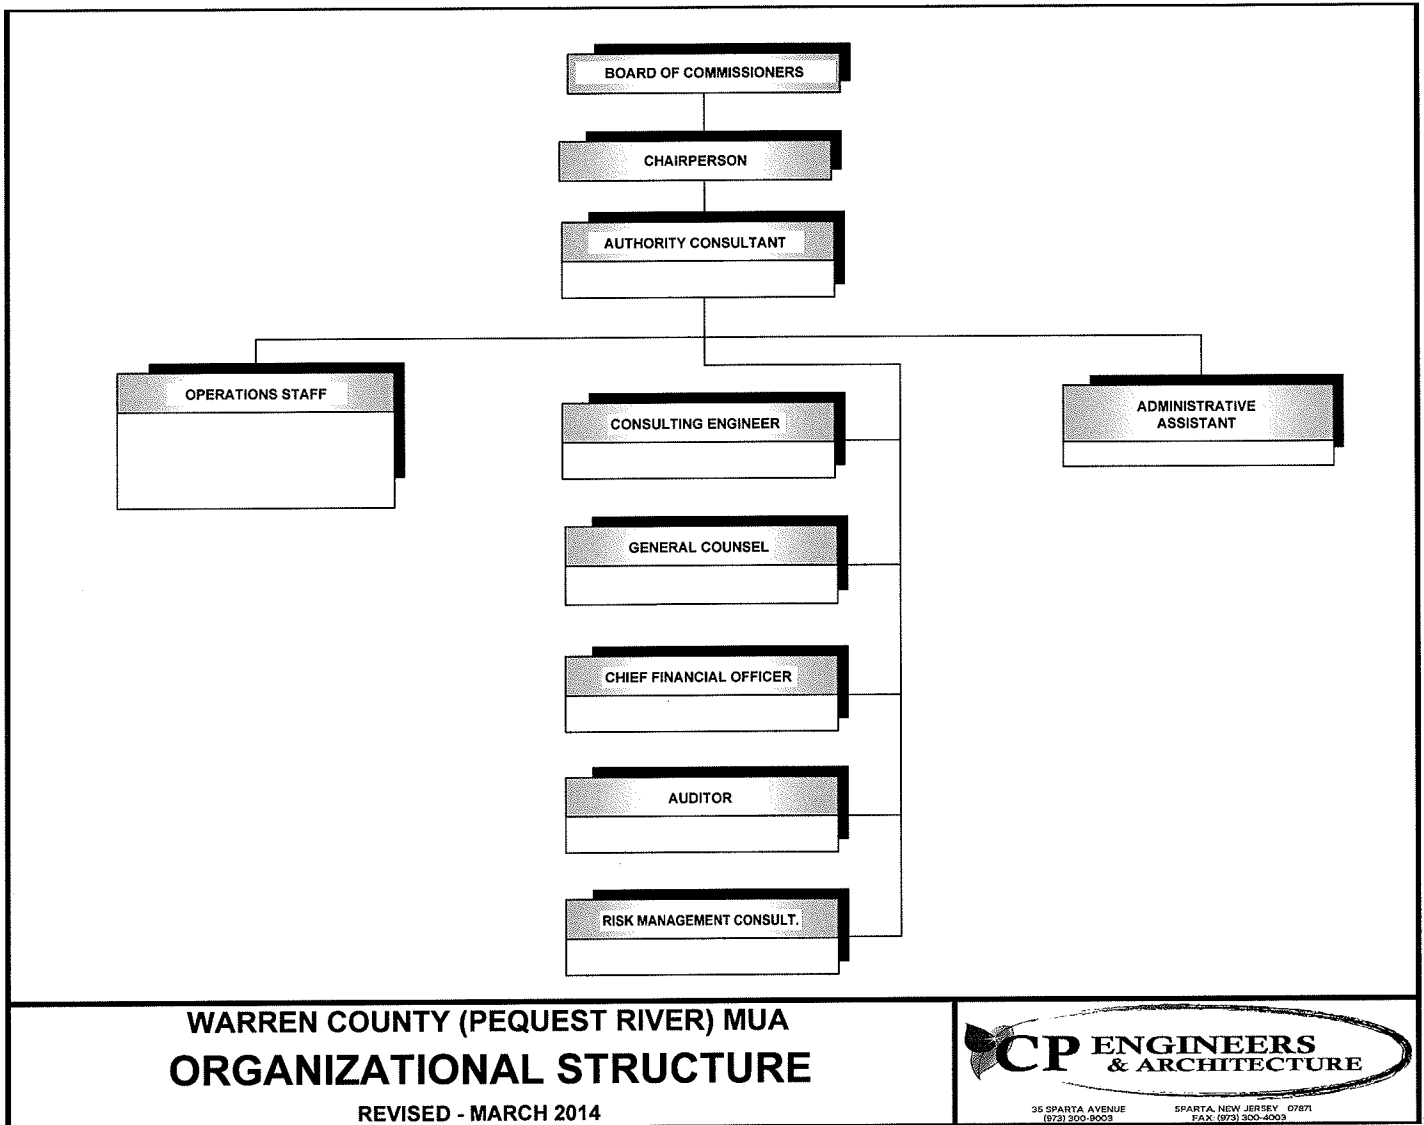 BOARD OF COMMISSIONERS
CHAIRPERSON
AUTHORITY CONSULTANT
OPERATIONS STAFF
CONSULTING ENGINEER
ADMINISTRATIVE
ASSISTANT
GENERAL COUNSEL
CHIEF FINANCIAL OFFICER
AUDITOR
RISK MANAGEMENT CONSULT.
WARREN COUNTY (PEQUEST RIVER) MUA
ORGANIZATIONAL STRUCTURE
REVISED - MARCH 2014
CP ENGINEERS
& ARCHITECTURE
35 SPARTA AVENUE SPARTA, NEW JERSEY 07871
(973) 300-9003 FAX: (973) 300-4003